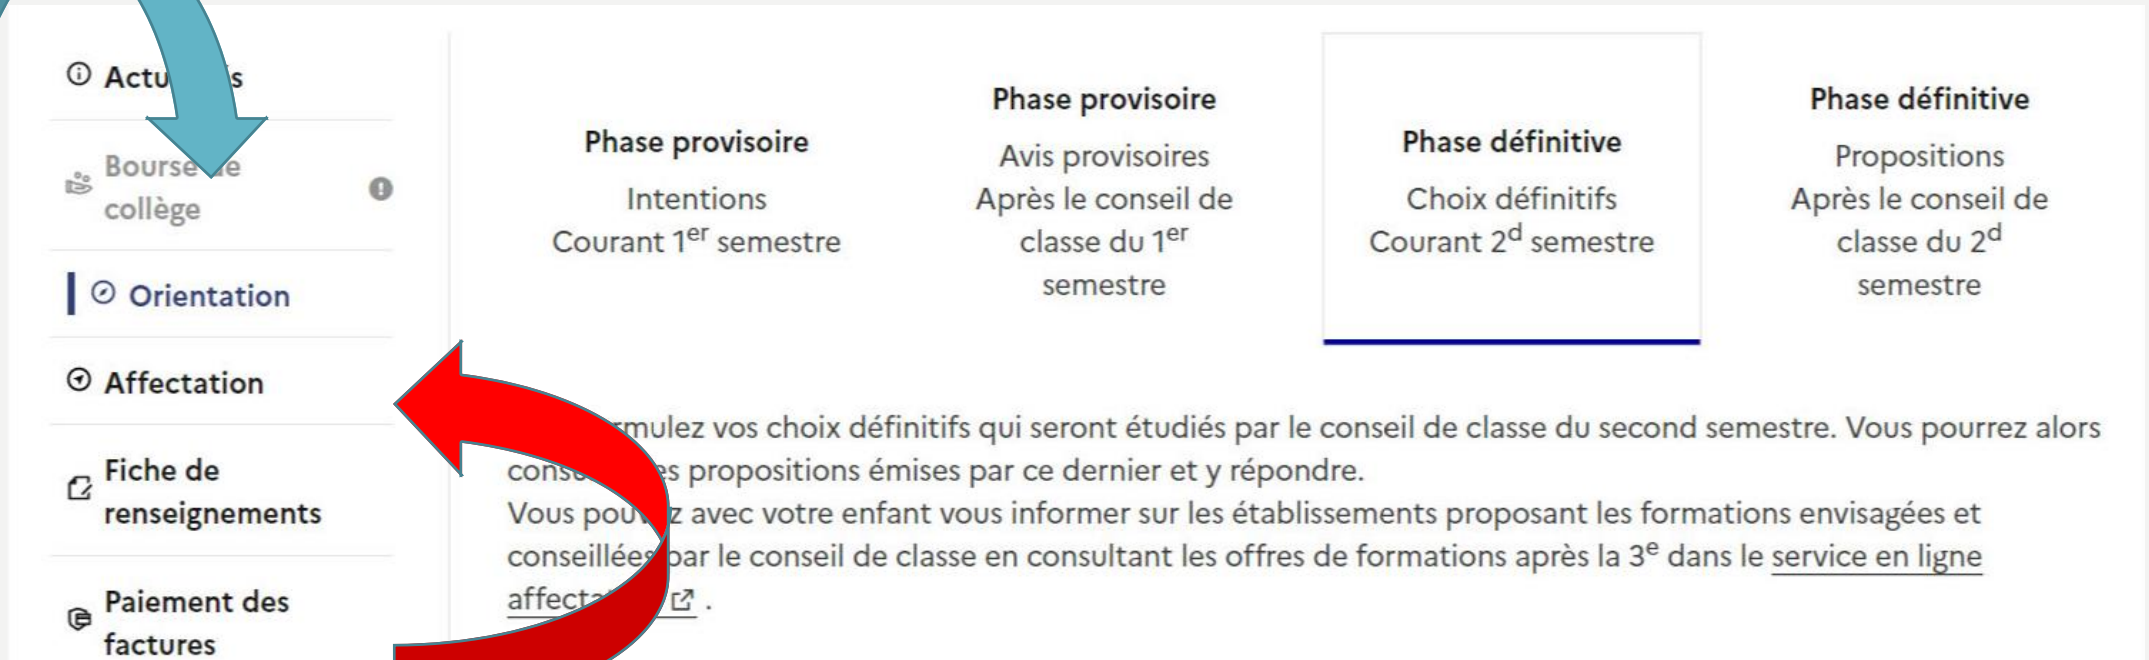 Bourse
collège
Orientation
Affectation
Fiche de
renseignements
Paiement des
factures
Phase provisoire
Intentions
Courant 1er semestre
Phase provisoire
Avis provisoires
Après le conseil de
classe du 1er
semestre
Phase définitive
Choix définitifs
Courant 2d semestre
Phase définitive
Propositions
Après le conseil de
classe du 2d
semestre
vos choix définitifs qui seront étudiés par le conseil de classe du second semestre. Vous pourrez alors
propositions émises par ce dernier et y répondre.
Vous avec votre enfant vous informer sur les établissements proposant les formations envisagées et
conseillées par le conseil de classe en consultant les offres de formations après la 3e dans le service en ligne
.